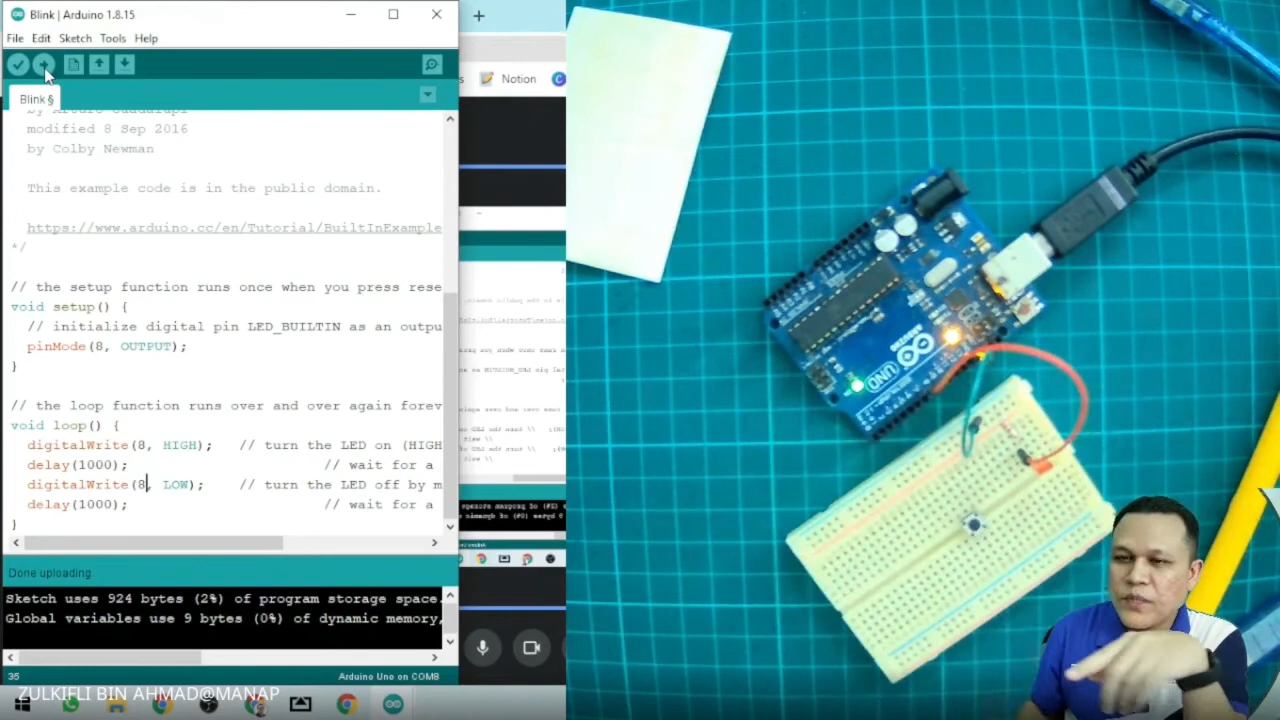 Blink | Arduino 1.8.15
File Edit Sketch Tools Help
Notion
Blink §
modified 8 Sep 2016
by Colby Newman
This example code is in the public domain.
https://www.arduino.cc/en/Tutorial/BuiltInExample
*/
// the setup function runs once when you press rese
void setup() {
// initialize digital pin LED_BUILTIN as an outpu
pinMode(8, OUTPUT);
}
// the loop function runs over and over again forev
void loop() {
digitalWrite(8, HIGH); // turn the LED on (HIGH
delay(1000); // wait for a
digitalWrite(8, LOW); // turn the LED off by m
delay(1000); // wait for a
}
Done uploading
Sketch uses 924 bytes (2%) of program storage space.
Global variables use 9 bytes (0%) of dynamic memory,
Arduino Uno on COM8
ZULKIFLI BIN AHMAD@MANAP
UNO
ARDUINO